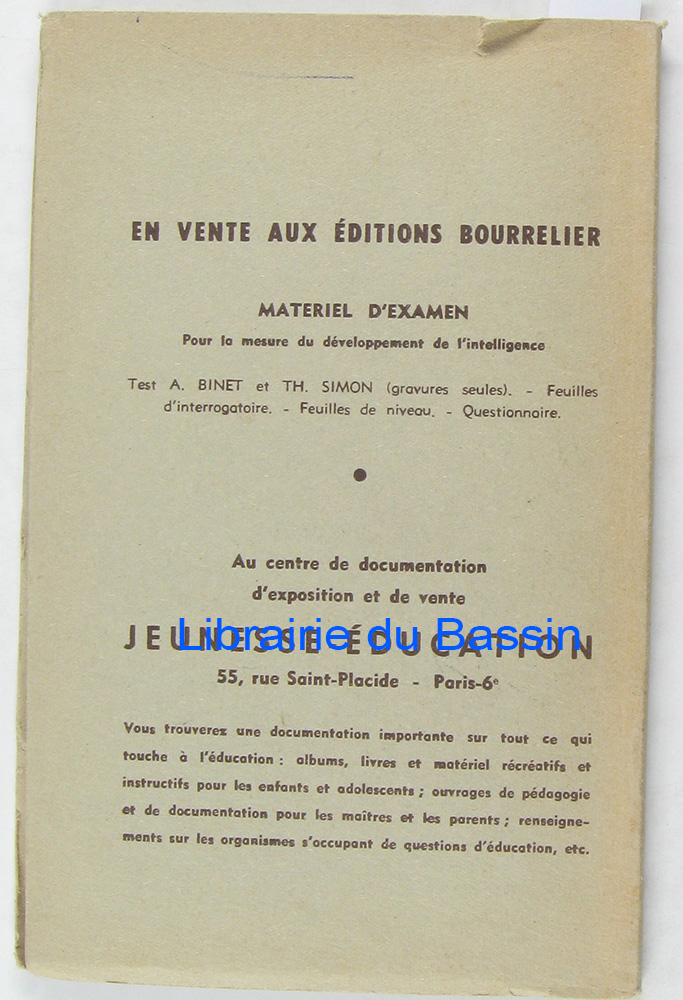 EN VENTE AUX ÉDITIONS BOURRELIER
MATERIEL D'EXAMEN
Pour la mesure du développement de l'intelligence
Test A. BINET et TH. SIMON (gravures seules). - Feuilles
d'interrogatoire. - Feuilles de niveau. - Questionnaire.
Au centre de documentation
d'exposition et de vente
JEUNESSE-ÉDUCATION
Librairie du Bassin
55, rue Saint-Placide - Paris-6e
Vous trouverez une documentation importante sur tout ce qui
touche à l'éducation : albums, livres et matériel récréatifs et
instructifs pour les enfants et adolescents ; ouvrages de pédagogie
et de documentation pour les maîtres et les parents ; renseigne-
ments sur les organismes s'occupant de questions d'éducation, etc.